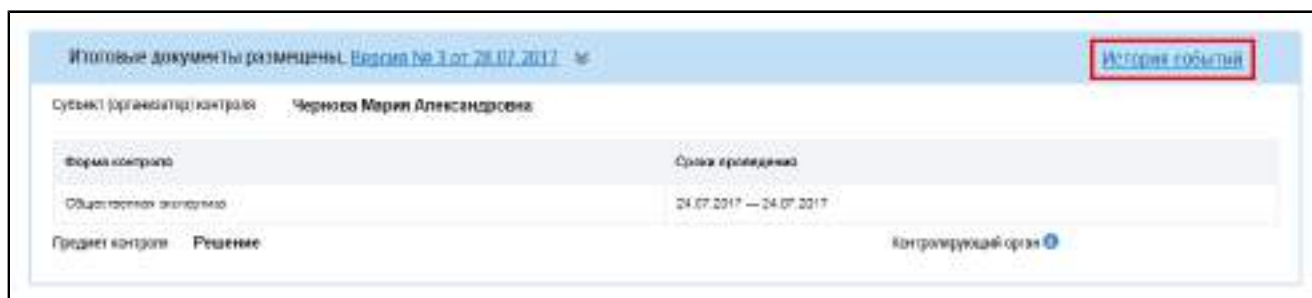 Итоговые документы размещены. Версия № 3 от 28.07.2017 История событий
Субъект (организатор) контроля Чернова Мария Александровна
Форма контроля Сроки проведения
Общественная экспертиза 24.07.2017 — 24.07.2017
Предмет контроля Решение Контролирующий орган